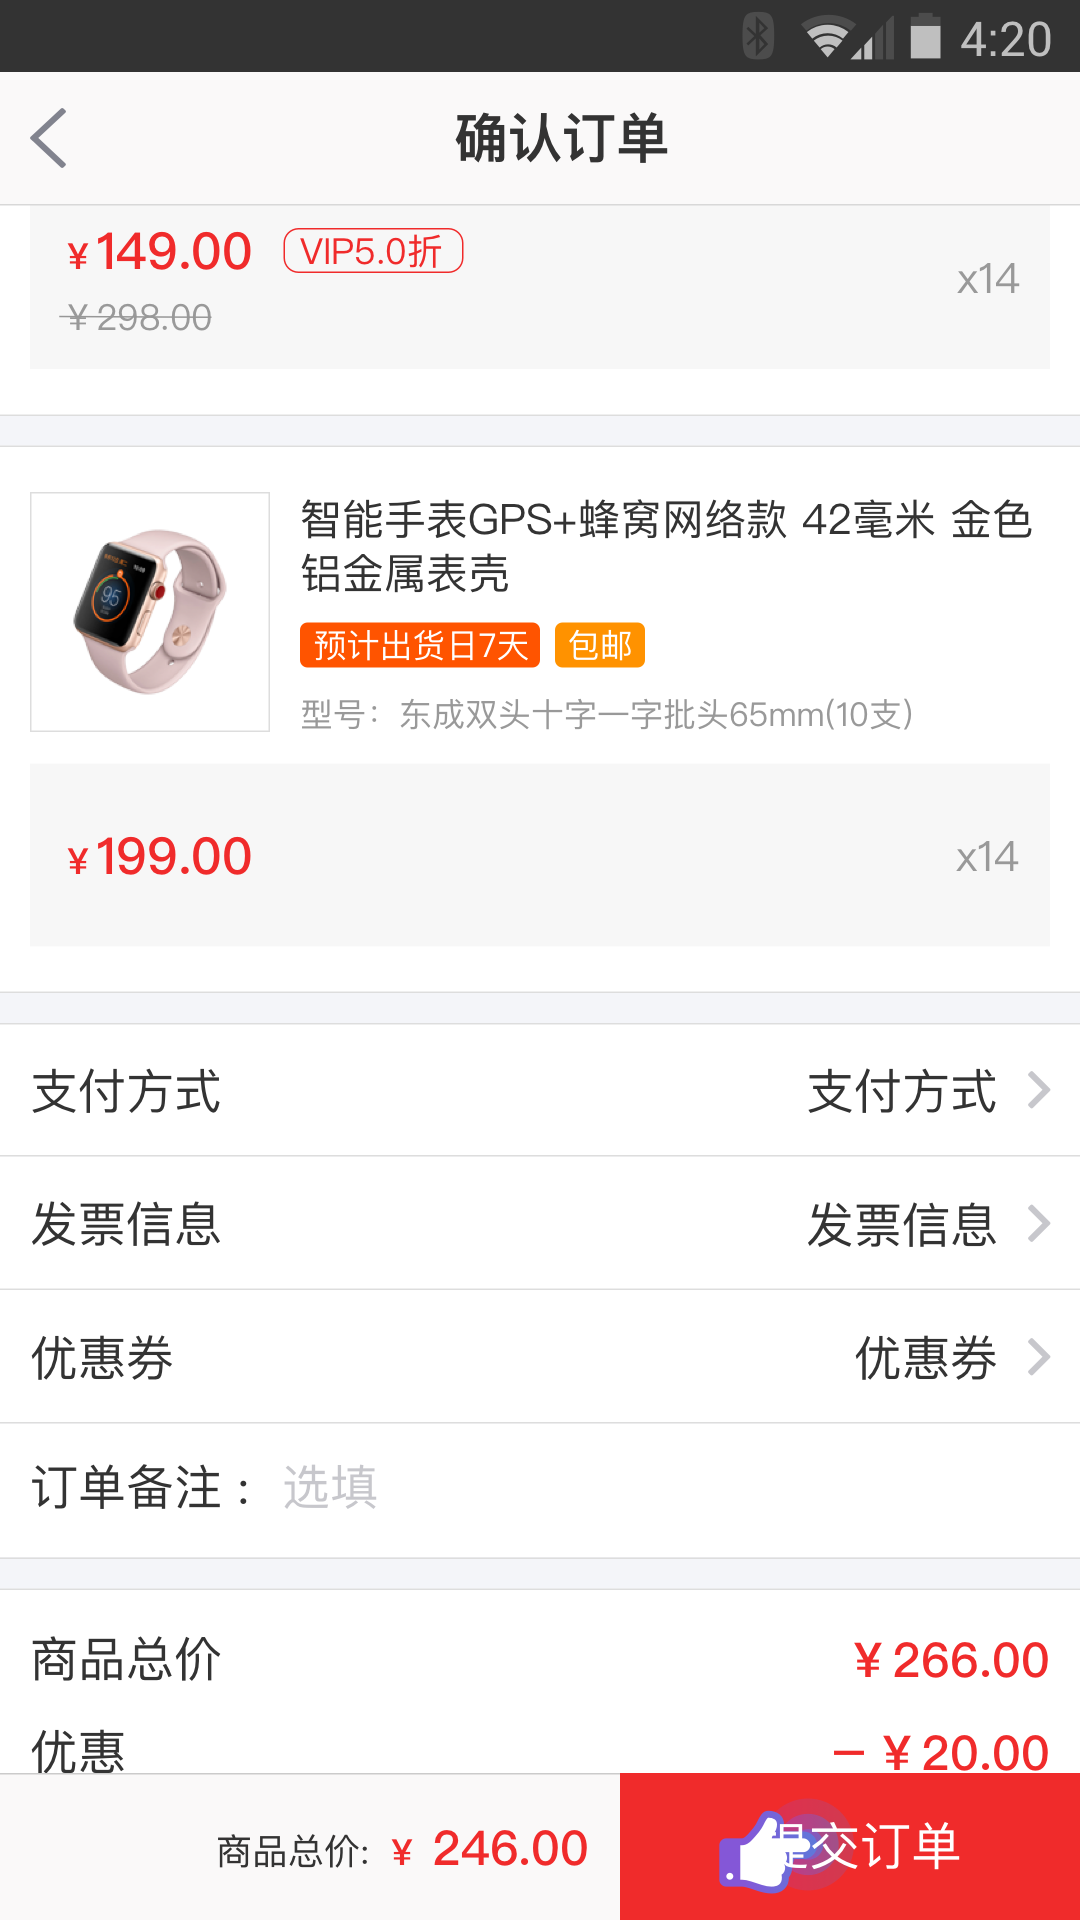 4:20
确认订单
¥149.00 VIP5.0折
x14
¥298.00
智能手表GPS+蜂窝网络款 42毫米 金色
铝金属表壳
预计出货日7天 包邮
型号：东成双头十字一字批头65mm(10支)
¥199.00 x14
支付方式 支付方式
发票信息 发票信息
优惠券 优惠券
订单备注： 选填
商品总价 ¥266.00
优惠 – ¥20.00
商品总价: ¥ 246.00 提交订单